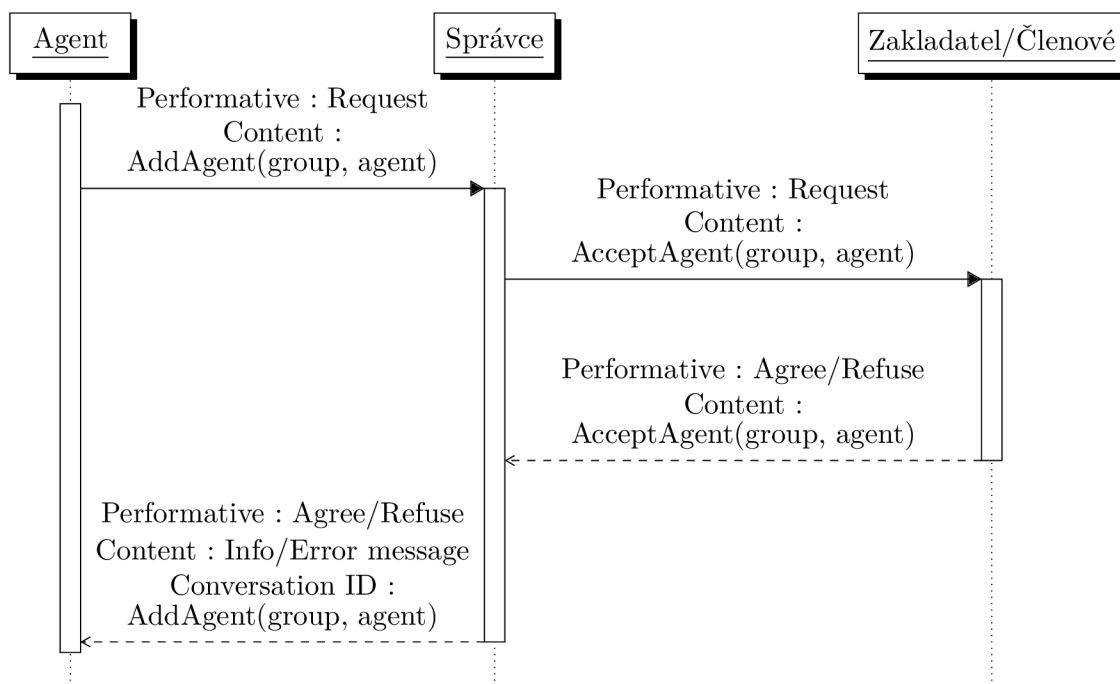 Agent
Správce
Zakladatel/Členové
Performative : Request
Content :
AddAgent(group, agent)
Performative : Request
Content :
AcceptAgent(group, agent)
Performative : Agree/Refuse
Content :
AcceptAgent(group, agent)
Performative : Agree/Refuse
Content : Info/Error message
Conversation ID :
AddAgent(group, agent)